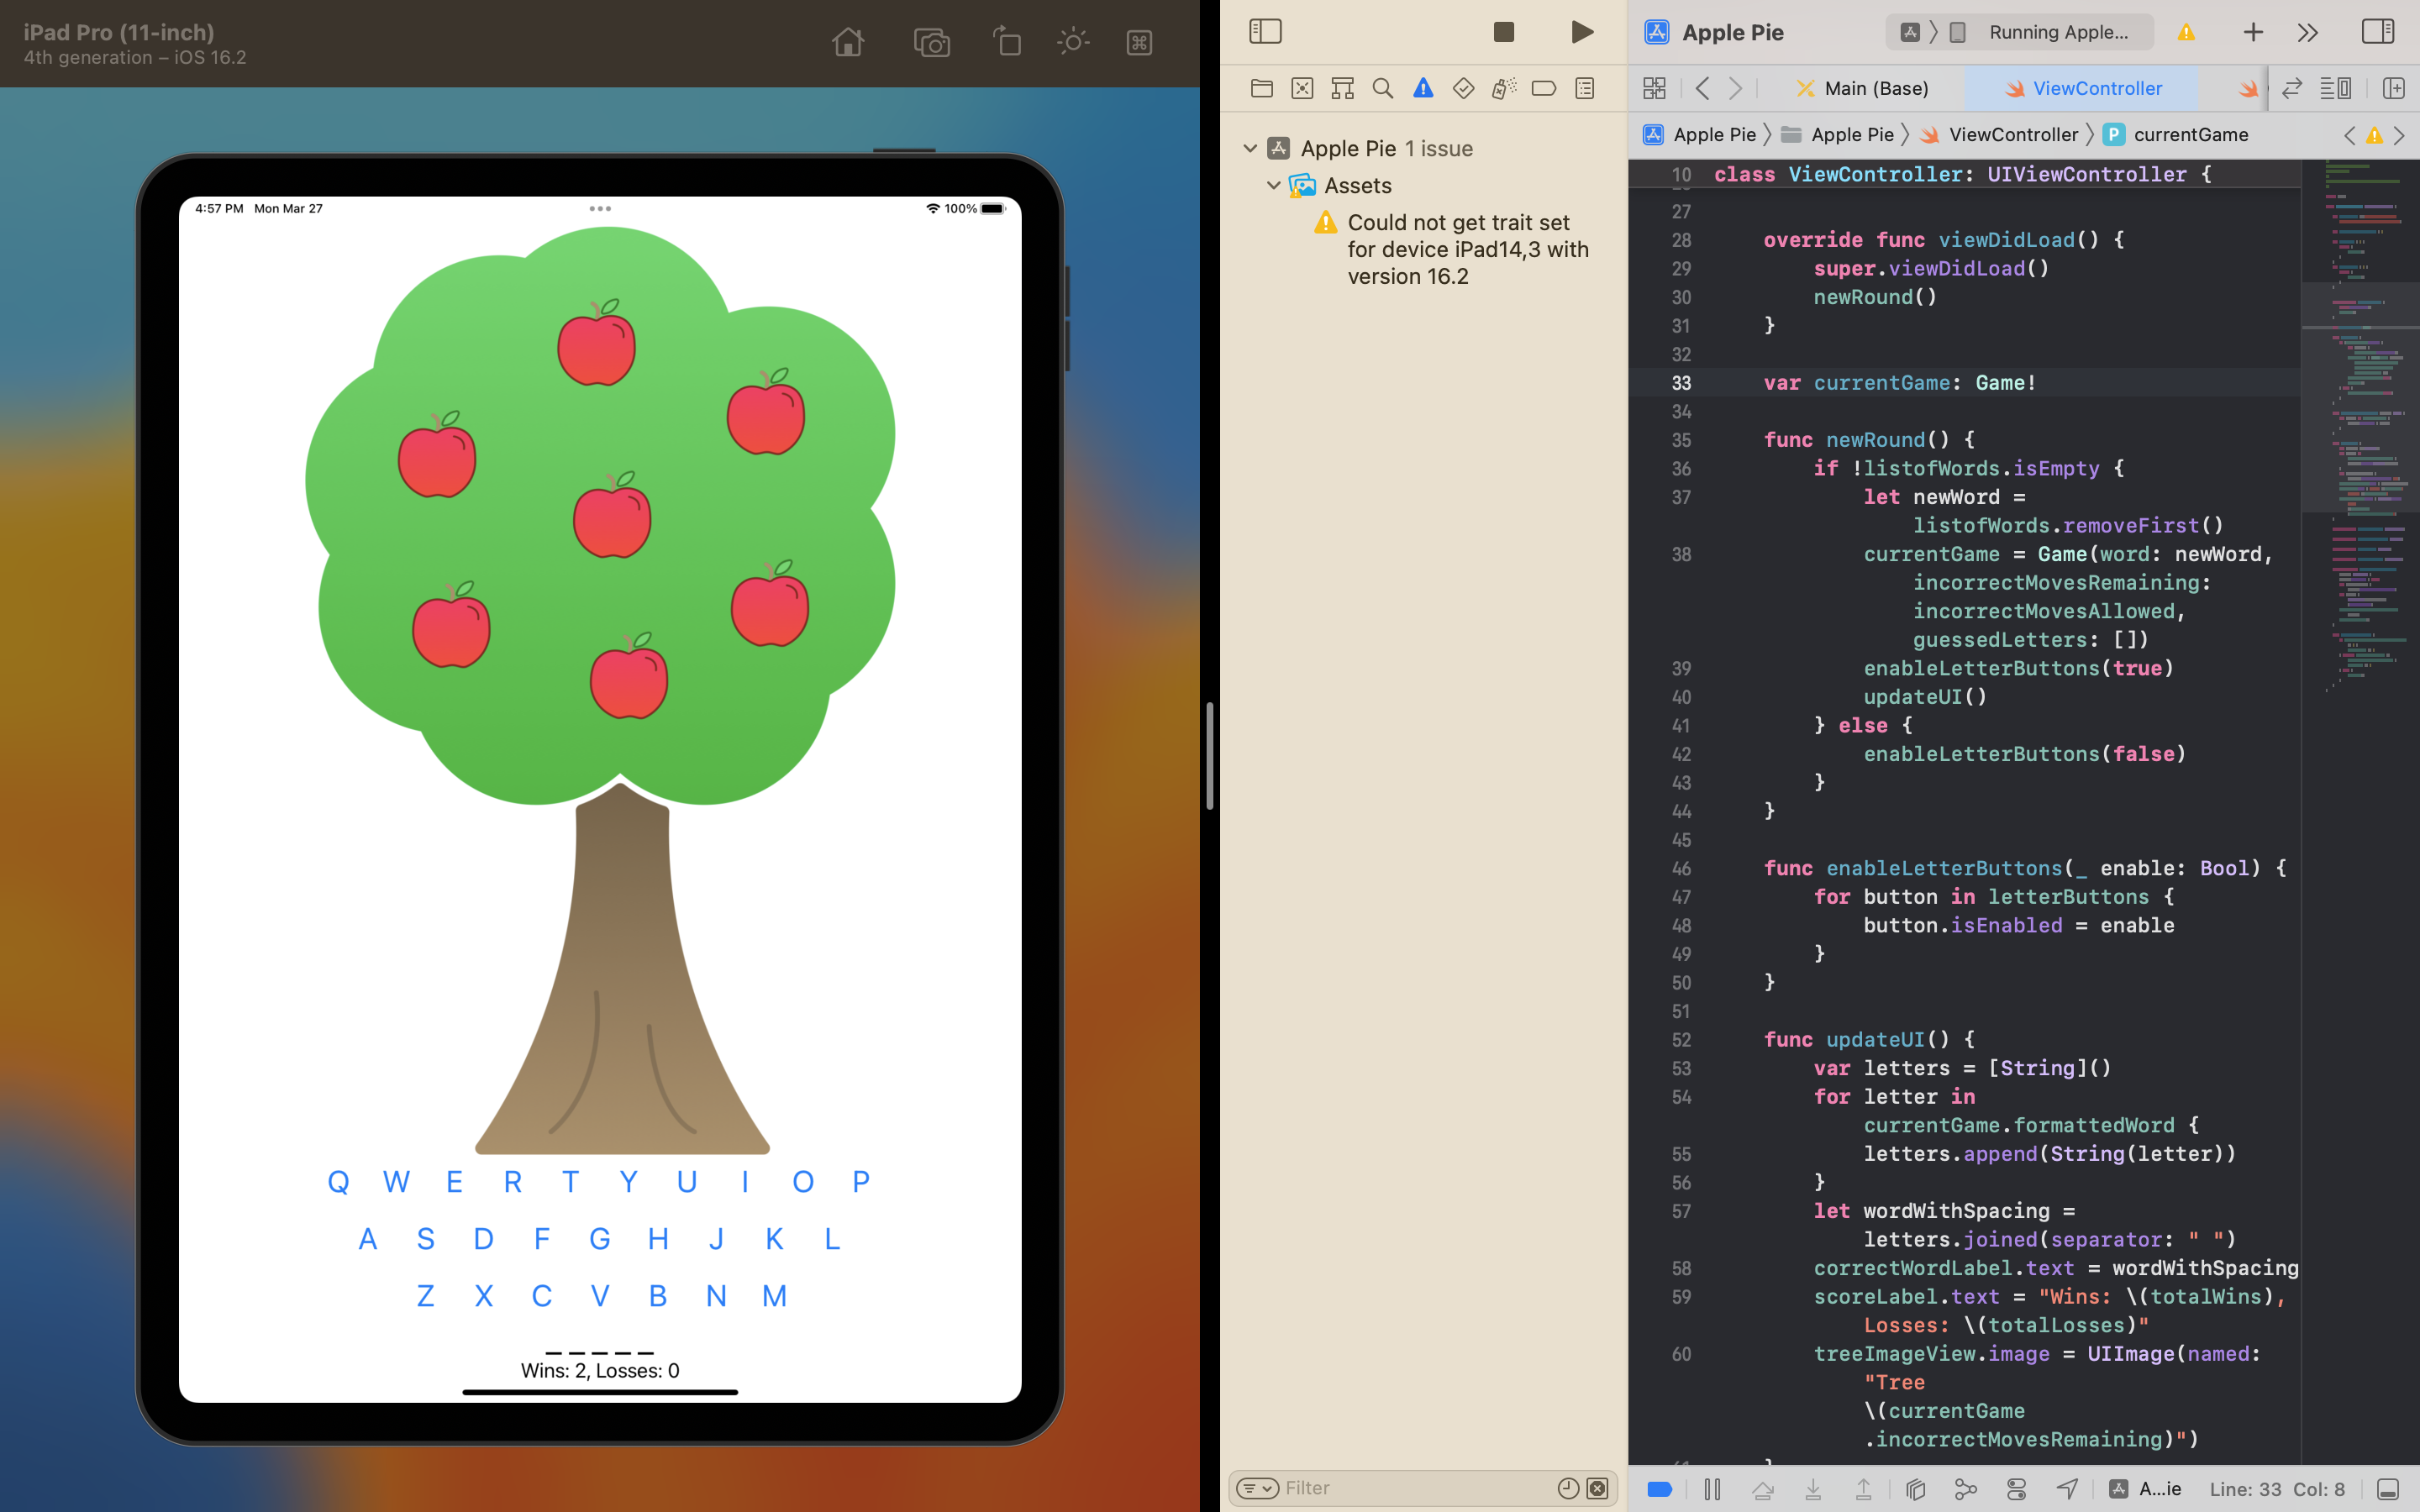 iPad Pro (11-inch)
4th generation – iOS 16.2
4:57 PM Mon Mar 27
100%
Q W E R T Y U I O P
A S D F G H J K L
Z X C V B N M
_ _ _ _ _
Wins: 2, Losses: 0
Apple Pie 1 issue
Assets
Could not get trait set
for device iPad14,3 with
version 16.2
Filter
Apple Pie
Running Apple...
Main (Base)
ViewController
Apple Pie
Apple Pie
ViewController
P currentGame
10 class ViewController: UIViewController {
27
28 override func viewDidLoad() {
29 super.viewDidLoad()
30 newRound()
31 }
32
33 var currentGame: Game!
34
35 func newRound() {
36 if !listofWords.isEmpty {
37 let newWord =
listofWords.removeFirst()
38 currentGame = Game(word: newWord,
incorrectMovesRemaining:
incorrectMovesAllowed,
guessedLetters: [])
39 enableLetterButtons(true)
40 updateUI()
41 } else {
42 enableLetterButtons(false)
43 }
44 }
45
46 func enableLetterButtons(_ enable: Bool) {
47 for button in letterButtons {
48 button.isEnabled = enable
49 }
50 }
51
52 func updateUI() {
53 var letters = [String]()
54 for letter in
currentGame.formattedWord {
55 letters.append(String(letter))
56 }
57 let wordWithSpacing =
letters.joined(separator: " ")
58 correctWordLabel.text = wordWithSpacing
59 scoreLabel.text = "Wins: \(totalWins),
Losses: \(totalLosses)"
60 treeImageView.image = UIImage(named:
"Tree
\(currentGame
.incorrectMovesRemaining)")
A...ie
Line: 33 Col: 8